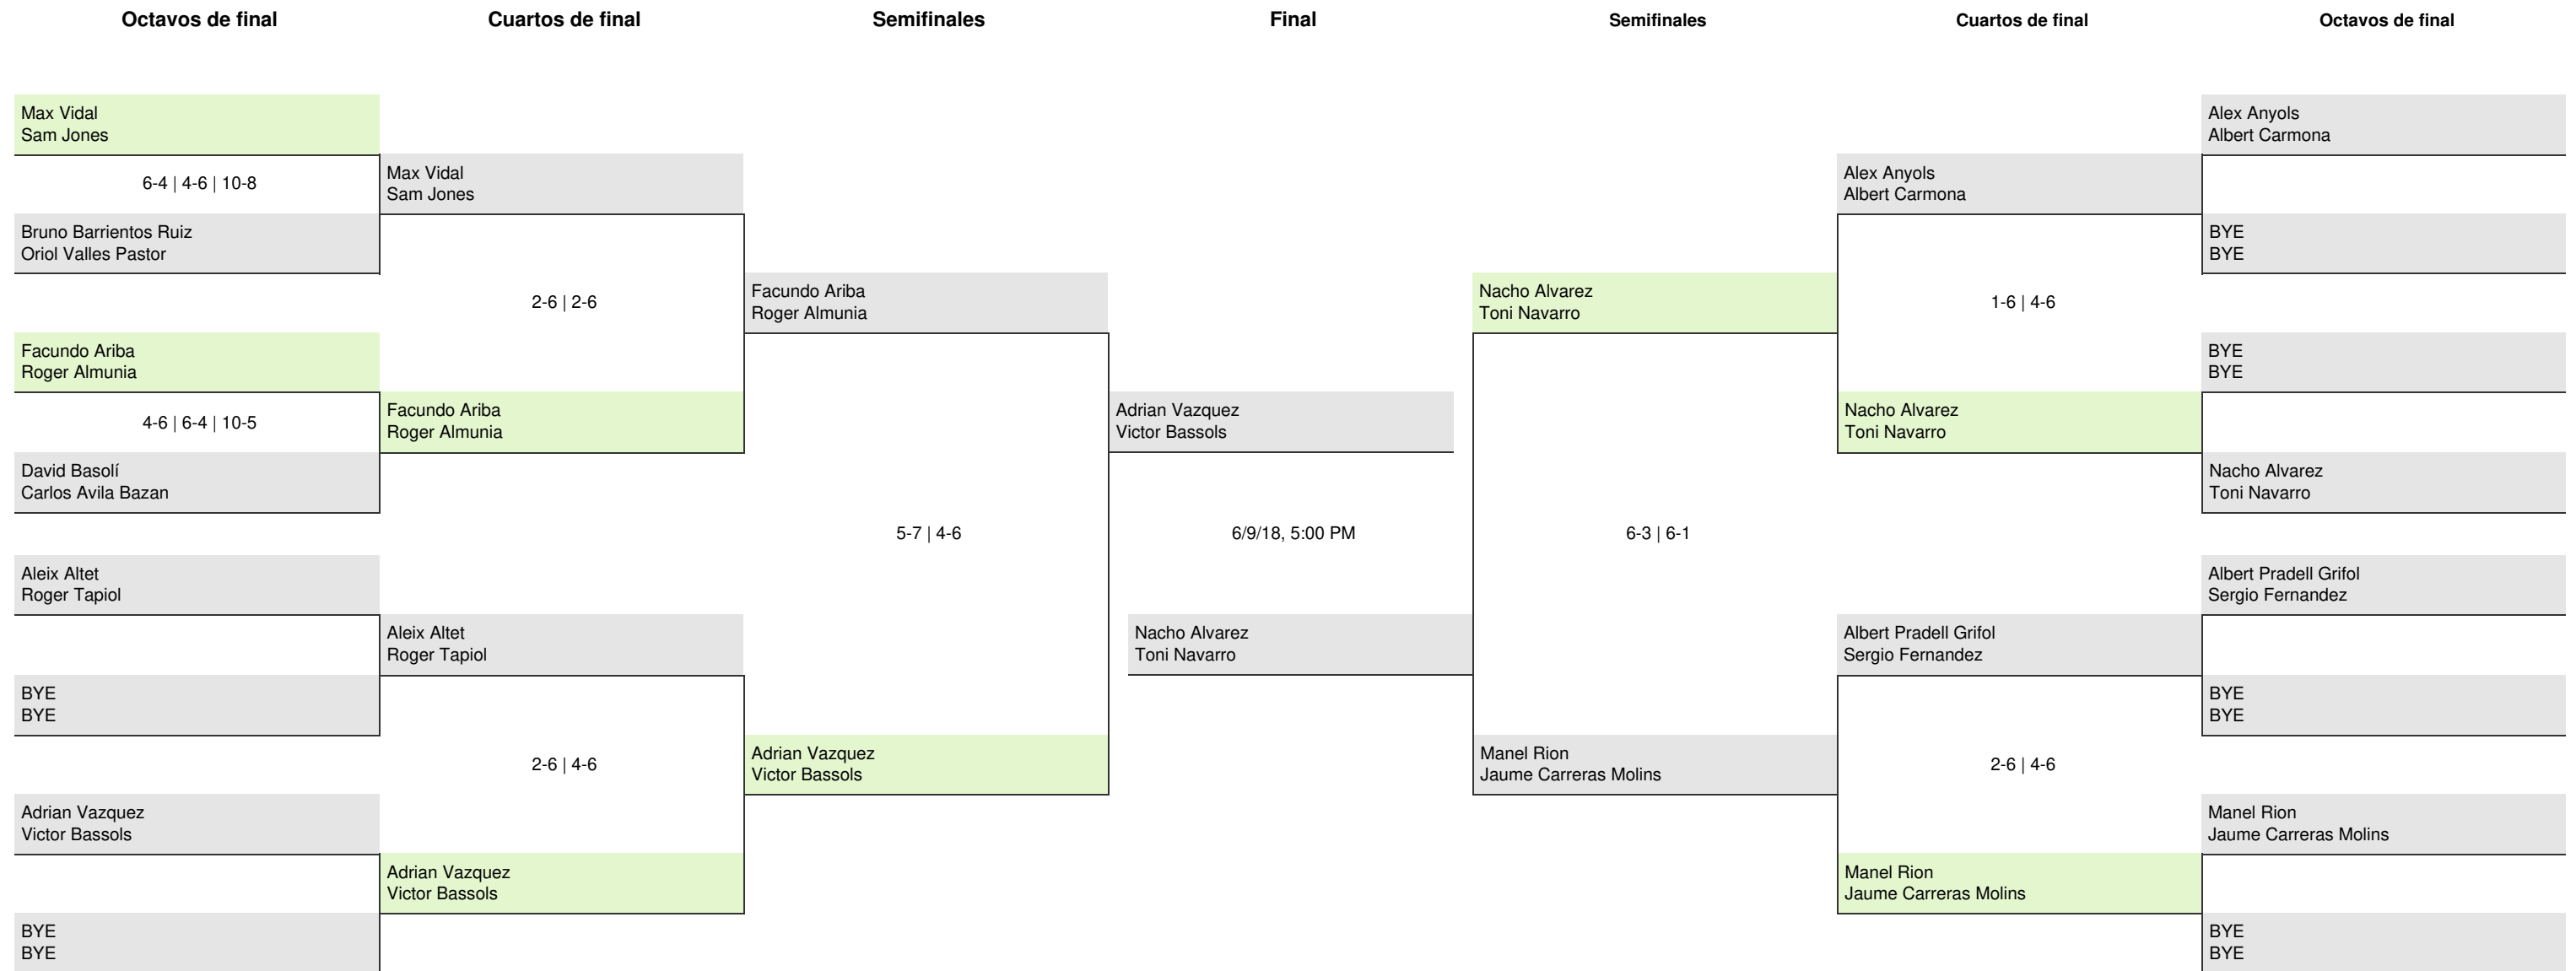 Octavos de final
Cuartos de final
Semifinales
Final
Semifinales
Cuartos de final
Octavos de final
Max Vidal
Sam Jones
6-4 | 4-6 | 10-8
Bruno Barrientos Ruiz
Oriol Valles Pastor
Facundo Ariba
Roger Almunia
4-6 | 6-4 | 10-5
David Basolí
Carlos Avila Bazan
Aleix Altet
Roger Tapiol
BYE
BYE
Adrian Vazquez
Victor Bassols
BYE
BYE
Max Vidal
Sam Jones
2-6 | 2-6
Facundo Ariba
Roger Almunia
Aleix Altet
Roger Tapiol
2-6 | 4-6
Adrian Vazquez
Victor Bassols
Facundo Ariba
Roger Almunia
5-7 | 4-6
Adrian Vazquez
Victor Bassols
Adrian Vazquez
Victor Bassols
6/9/18, 5:00 PM
Nacho Alvarez
Toni Navarro
Nacho Alvarez
Toni Navarro
6-3 | 6-1
Manel Rion
Jaume Carreras Molins
Alex Anyols
Albert Carmona
1-6 | 4-6
Nacho Alvarez
Toni Navarro
Albert Pradell Grifol
Sergio Fernandez
2-6 | 4-6
Manel Rion
Jaume Carreras Molins
Alex Anyols
Albert Carmona
BYE
BYE
BYE
BYE
Nacho Alvarez
Toni Navarro
Albert Pradell Grifol
Sergio Fernandez
BYE
BYE
Manel Rion
Jaume Carreras Molins
BYE
BYE